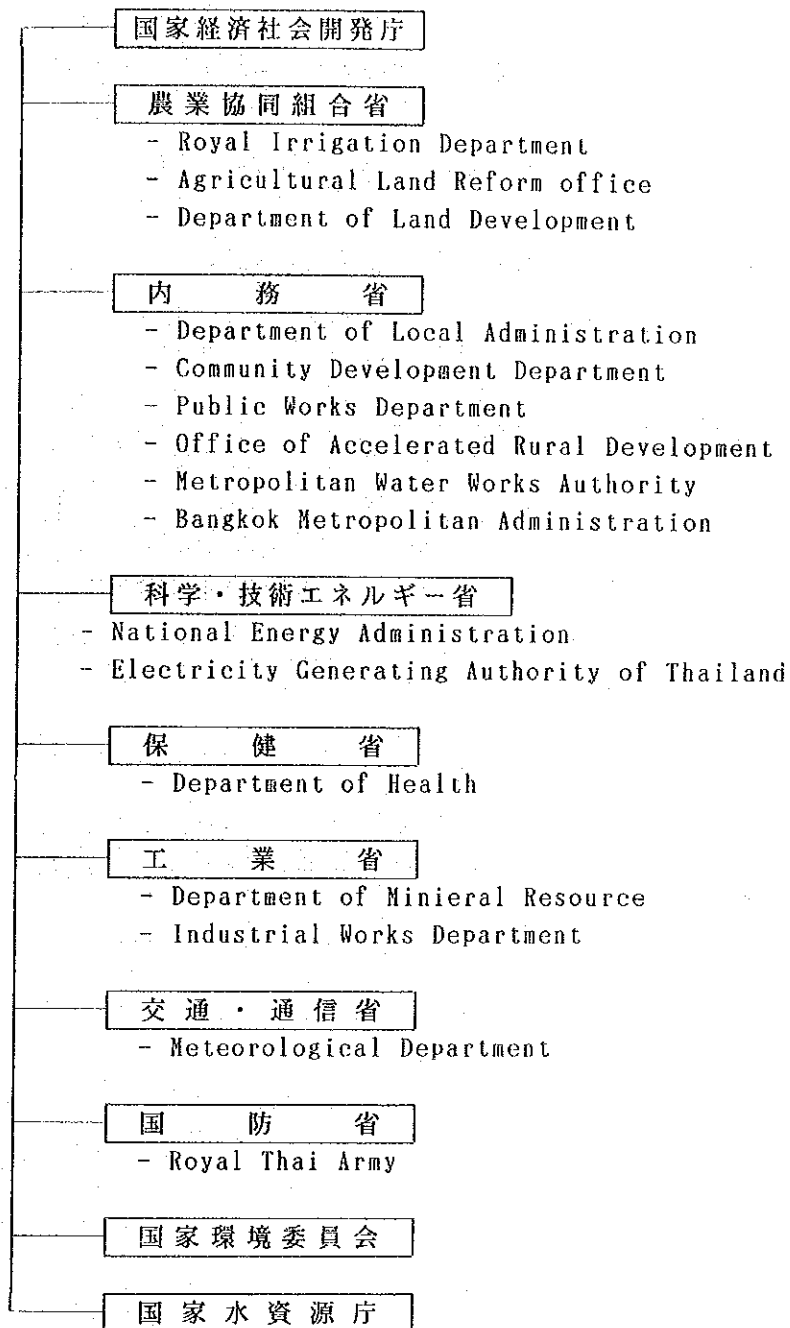 国家経済社会開発庁
農業協同組合省
- Royal Irrigation Department
- Agricultural Land Reform office
- Department of Land Development
内務省
- Department of Local Administration
- Community Development Department
- Public Works Department
- Office of Accelerated Rural Development
- Metropolitan Water Works Authority
- Bangkok Metropolitan Administration
科学・技術エネルギー省
- National Energy Administration
- Electricity Generating Authority of Thailand
保健省
- Department of Health
工業省
- Department of Minieral Resource
- Industrial Works Department
交通・通信省
- Meteorological Department
国防省
- Royal Thai Army
国家環境委員会
国家水資源庁